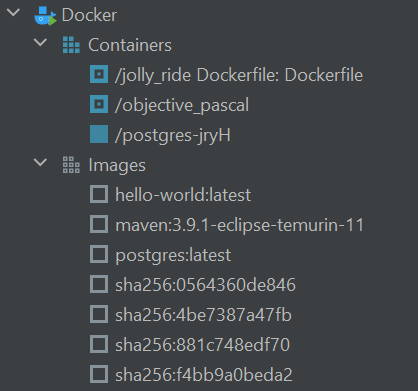 Docker
Containers
/jolly_ride Dockerfile: Dockerfile
/objective_pascal
/postgres-jryH
Images
hello-world:latest
maven:3.9.1-eclipse-temurin-11
postgres:latest
sha256:0564360de846
sha256:4be7387a47fb
sha256:881c748edf70
sha256:f4bb9a0beda2